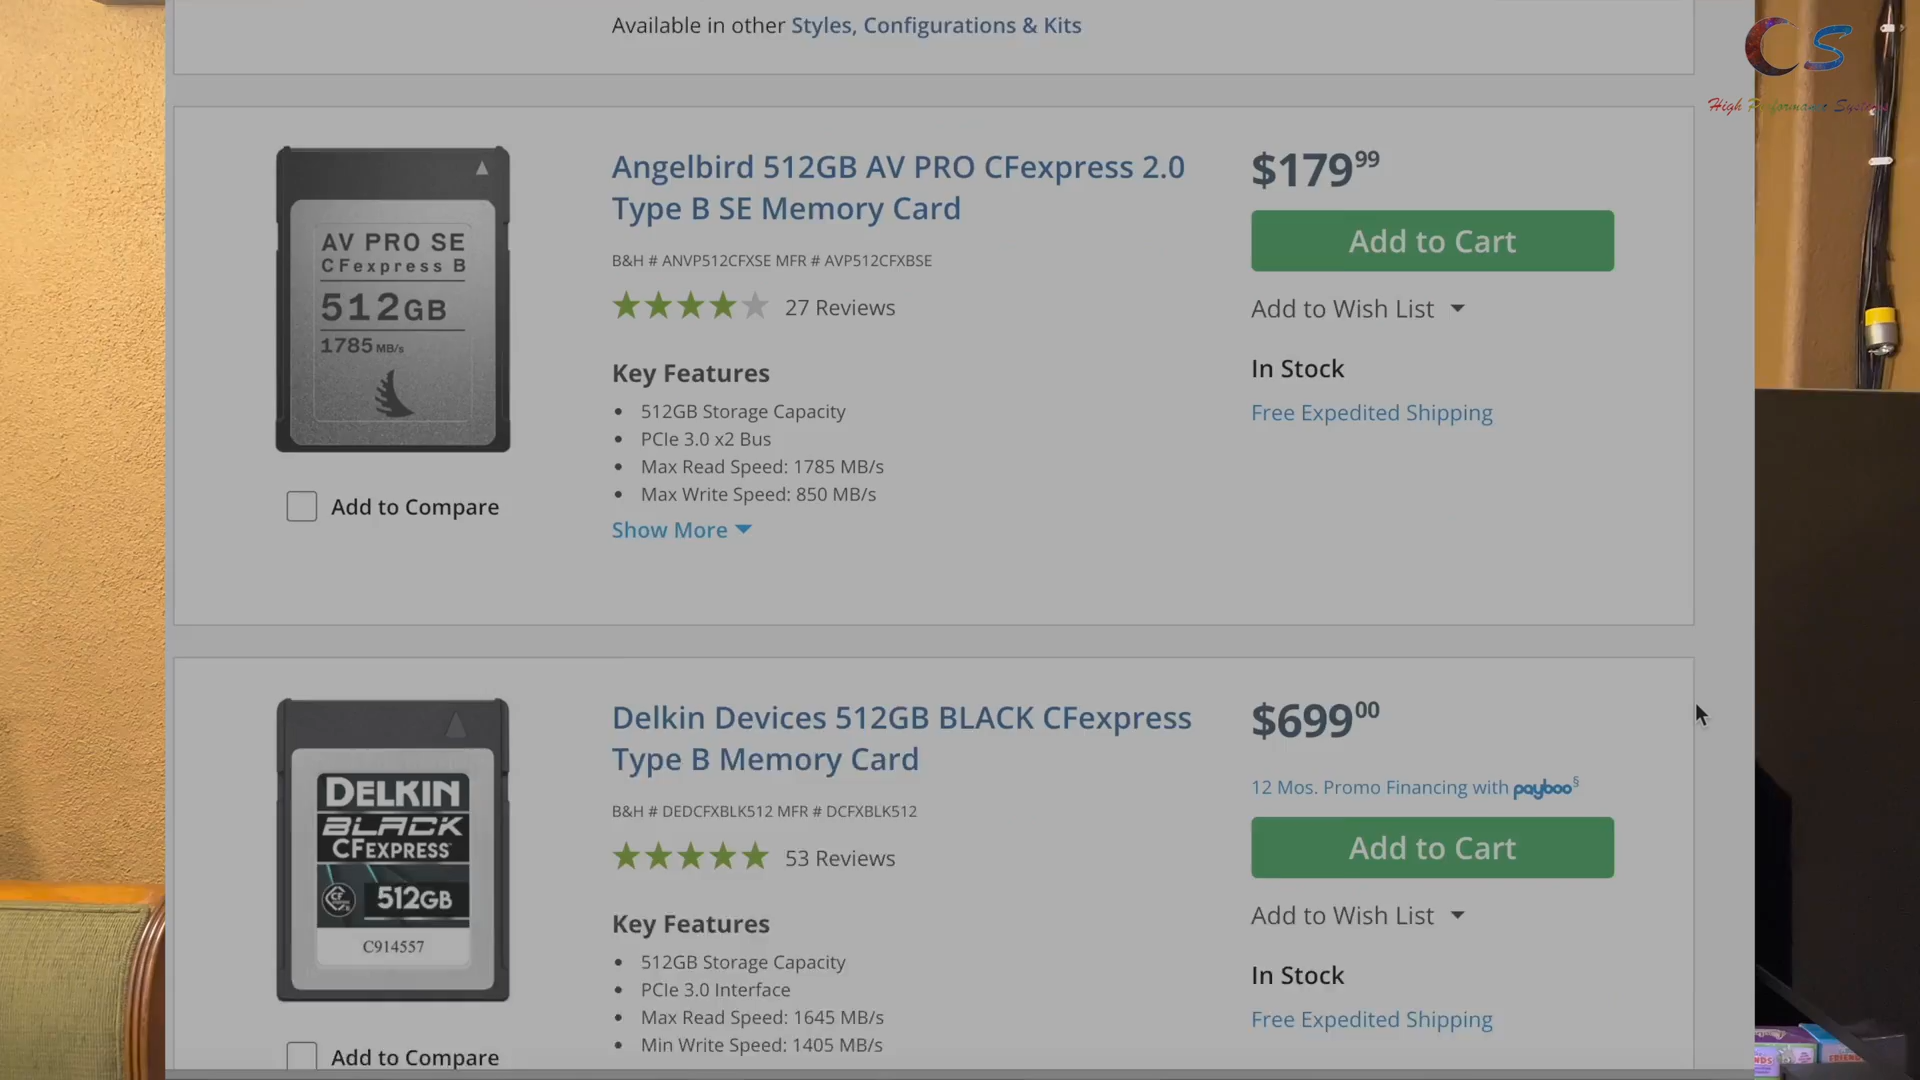 Available in other Styles, Configurations & Kits
CS
High Performance Systems
AV PRO SE
CFexpress B
512GB
1785 MB/s
Add to Compare
Angelbird 512GB AV PRO CFexpress 2.0
Type B SE Memory Card
B&H # ANVP512CFXSE MFR # AVP512CFXBSE
27 Reviews
Key Features
• 512GB Storage Capacity
• PCIe 3.0 x2 Bus
• Max Read Speed: 1785 MB/s
• Max Write Speed: 850 MB/s
Show More
$179 99
Add to Cart
Add to Wish List
In Stock
Free Expedited Shipping
DELKIN
BLACK
CFEXPRESS
CF
512GB
C914557
Add to Compare
Delkin Devices 512GB BLACK CFexpress
Type B Memory Card
B&H # DEDCFXBLK512 MFR # DCFXBLK512
53 Reviews
Key Features
• 512GB Storage Capacity
• PCIe 3.0 Interface
• Max Read Speed: 1645 MB/s
• Min Write Speed: 1405 MB/s
$699 00
12 Mos. Promo Financing with payboo§
Add to Cart
Add to Wish List
In Stock
Free Expedited Shipping